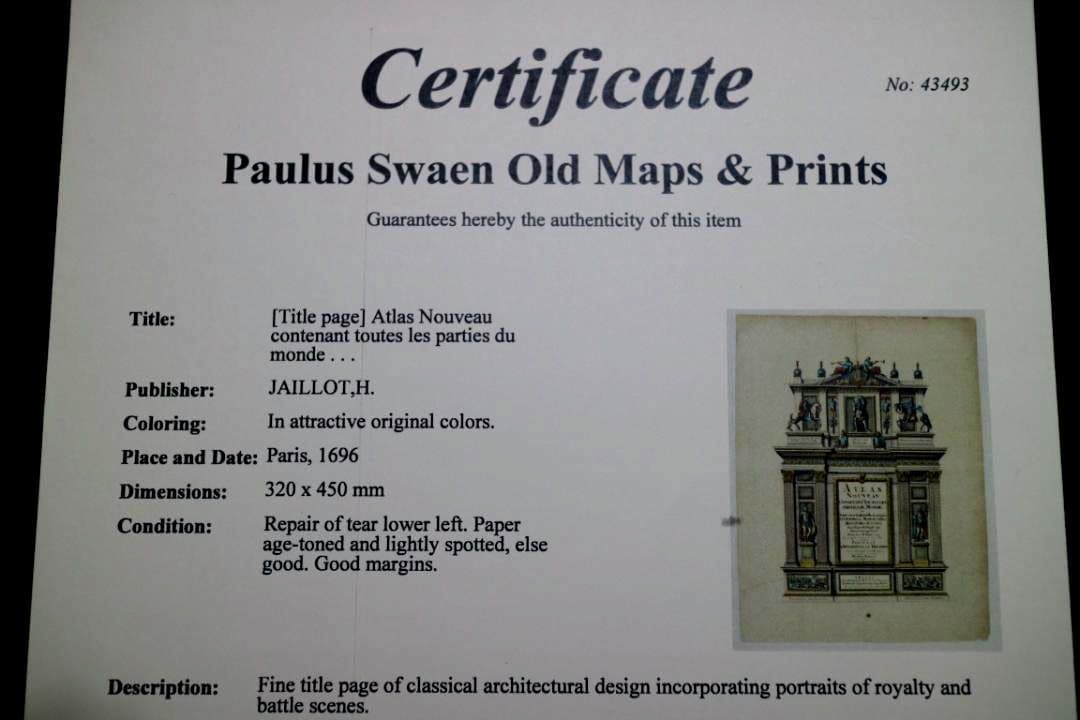 Certificate
No: 43493
Paulus Swaen Old Maps & Prints
Guarantees hereby the authenticity of this item
Title: [Title page] Atlas Nouveau
contenant toutes les parties du
monde . . .
Publisher: JAILLOT,H.
Coloring: In attractive original colors.
Place and Date: Paris, 1696
Dimensions: 320 x 450 mm
Condition: Repair of tear lower left. Paper
age-toned and lightly spotted, else
good. Good margins.
ATLAS
NOUVEAU
Description: Fine title page of classical architectural design incorporating portraits of royalty and
battle scenes.